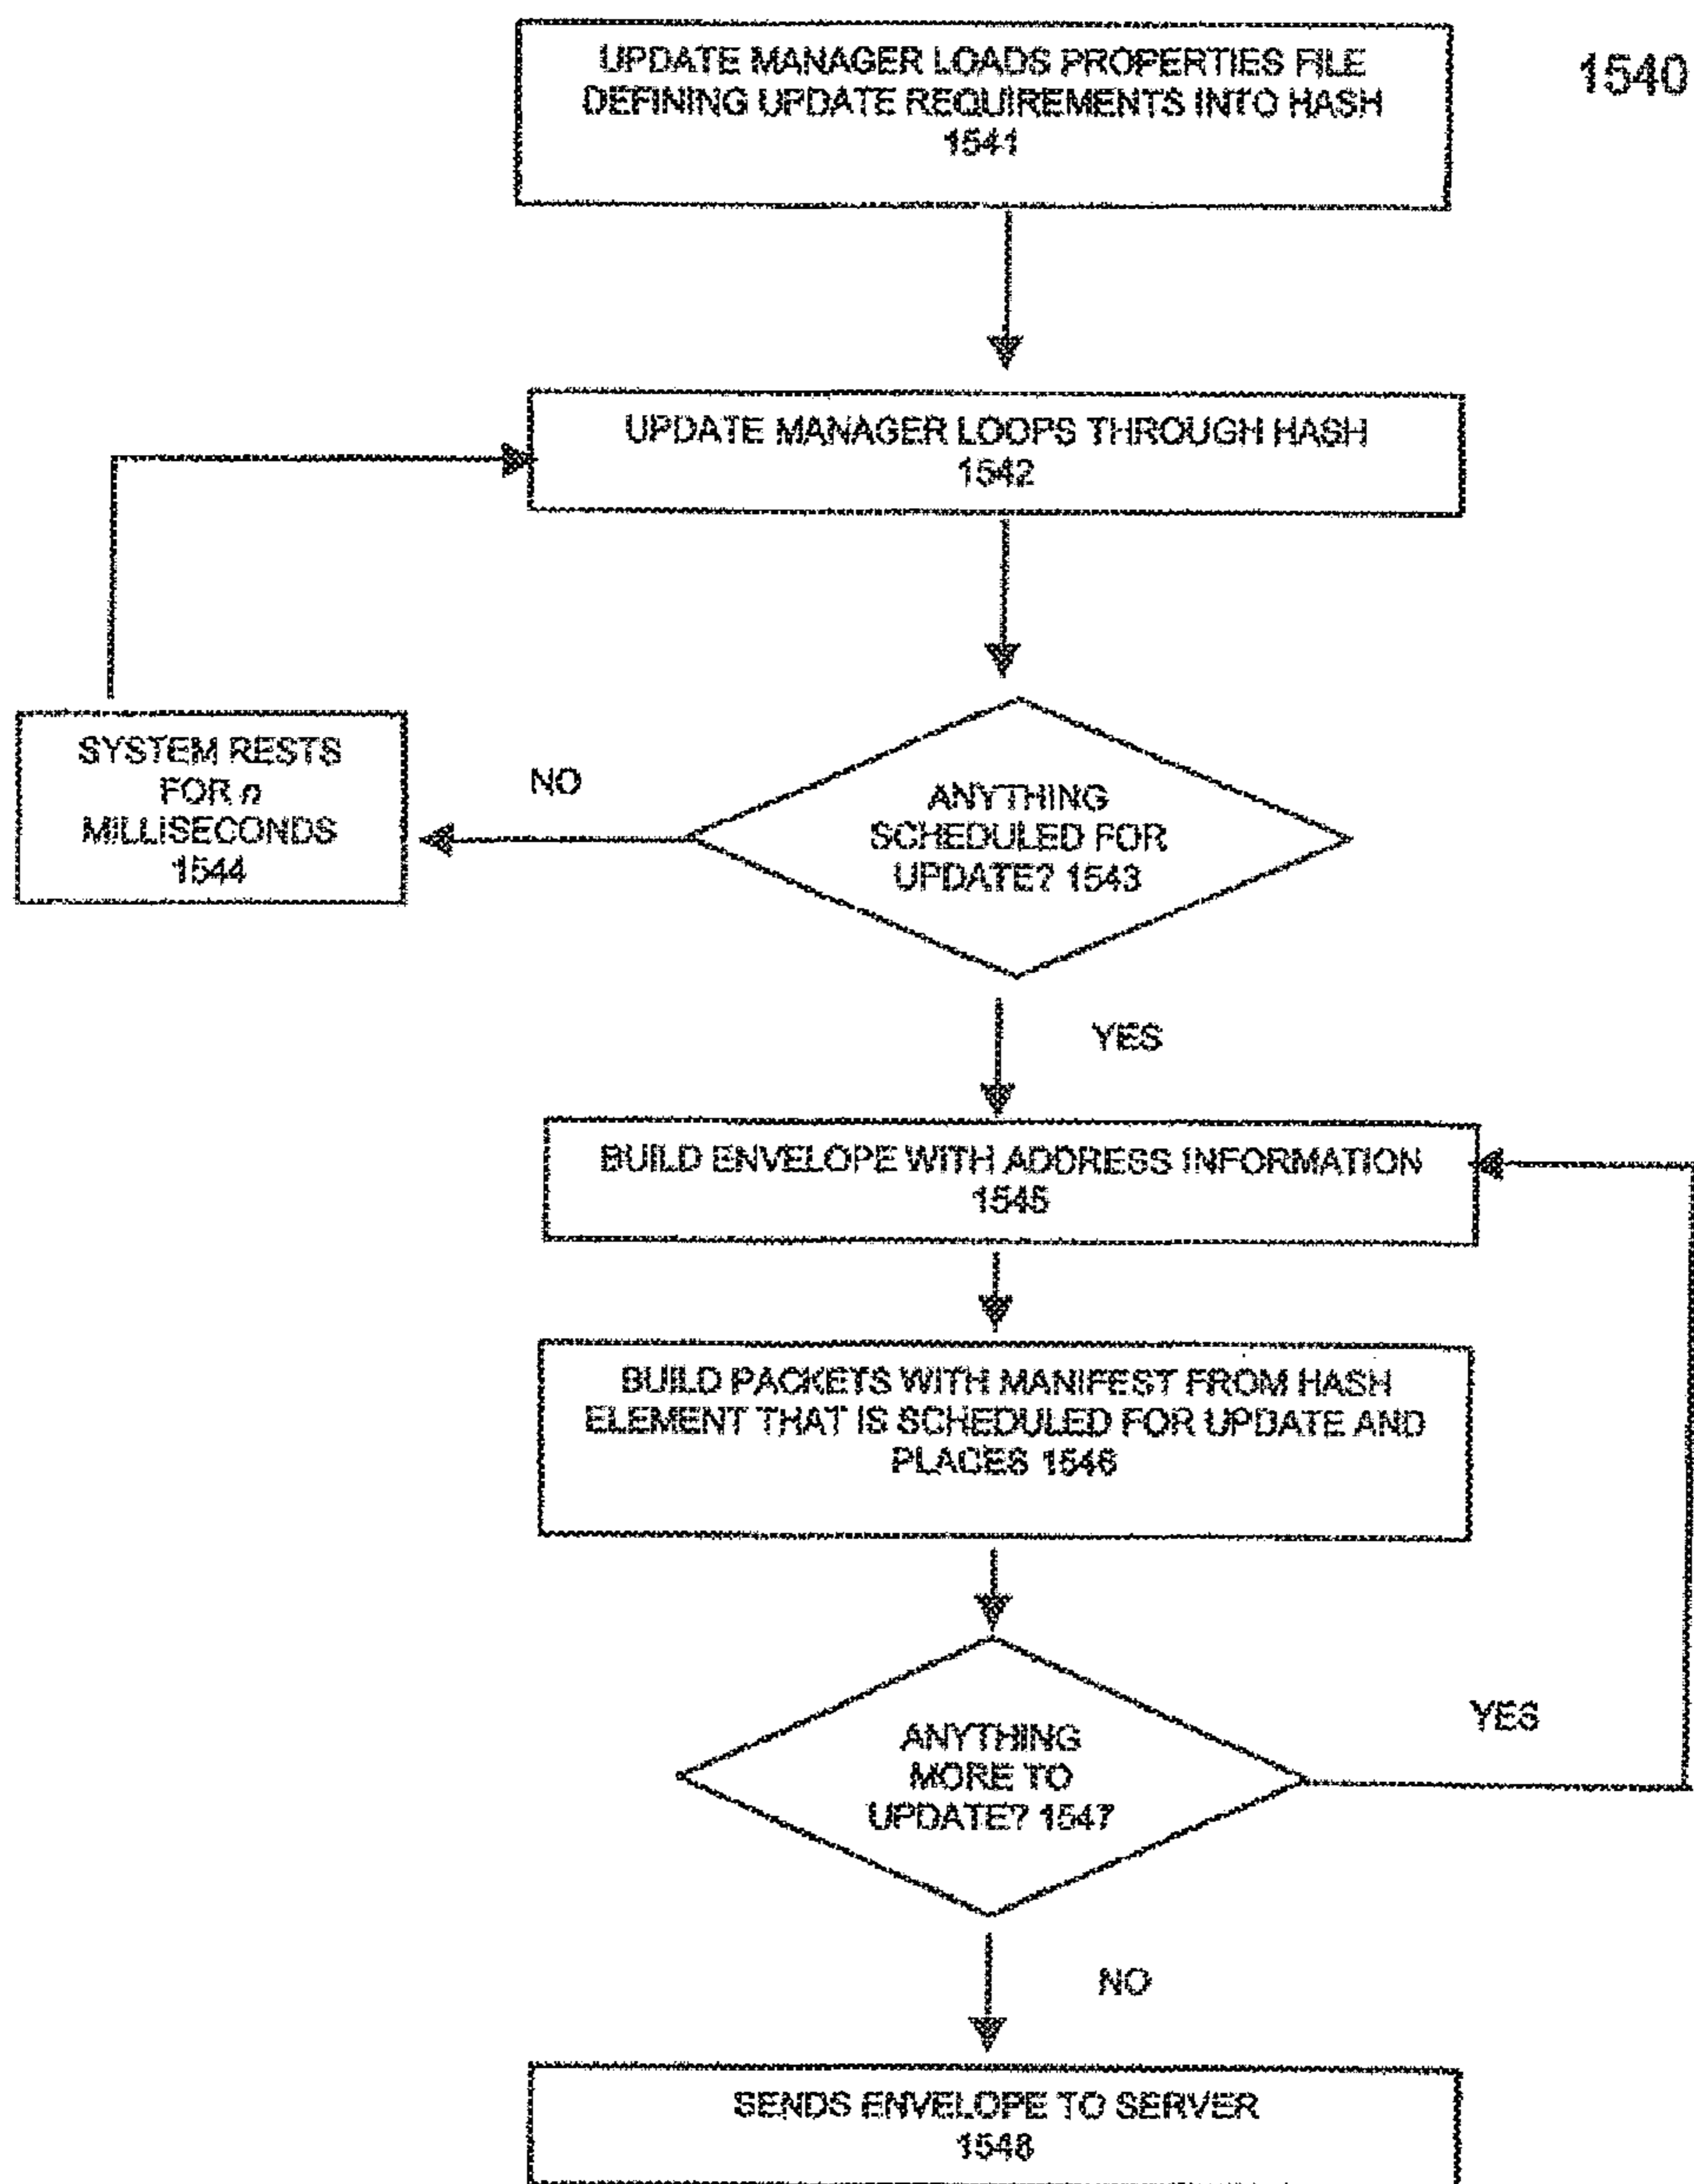 UPDATE MANAGER LOADS PROPERTIES FILE
DEFINING UPDATE REQUIREMENTS INTO HASH
1541
1540
UPDATE MANAGER LOOPS THROUGH HASH
1542
SYSTEM RESTS
FOR n
MILLISECONDS
1544
NO
ANYTHING
SCHEDULED FOR
UPDATE? 1543
YES
BUILD ENVELOPE WITH ADDRESS INFORMATION
1545
BUILD PACKETS WITH MANIFEST FROM HASH
ELEMENT THAT IS SCHEDULED FOR UPDATE AND
PLACES 1546
ANYTHING
MORE TO
UPDATE? 1547
YES
NO
SENDS ENVELOPE TO SERVER
1548